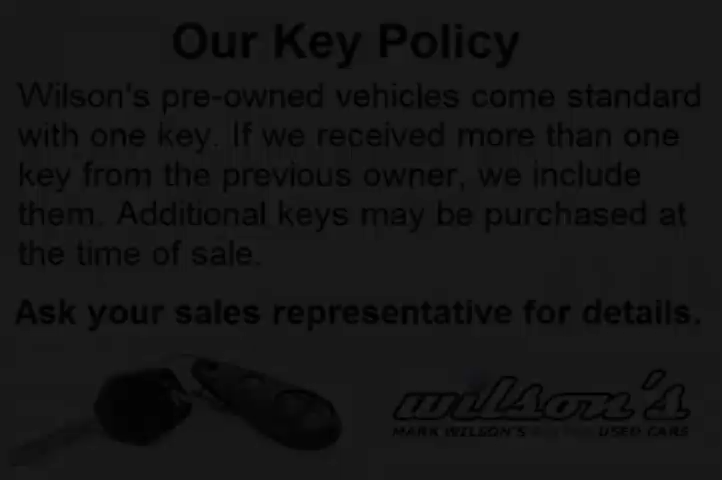 Our Key Policy
Wilson's pre-owned vehicles come standard
with one key. If we received more than one
key from the previous owner, we include
them. Additional keys may be purchased at
the time of sale.
Ask your sales representative for details.
wilson's
MARK WILSON'S USED CARS